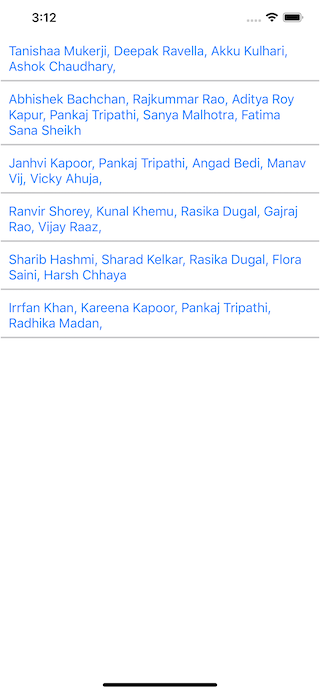 3:12
Tanishaa Mukerji, Deepak Ravella, Akku Kulhari,
Ashok Chaudhary,
Abhishek Bachchan, Rajkummar Rao, Aditya Roy
Kapur, Pankaj Tripathi, Sanya Malhotra, Fatima
Sana Sheikh
Janhvi Kapoor, Pankaj Tripathi, Angad Bedi, Manav
Vij, Vicky Ahuja,
Ranvir Shorey, Kunal Khemu, Rasika Dugal, Gajraj
Rao, Vijay Raaz,
Sharib Hashmi, Sharad Kelkar, Rasika Dugal, Flora
Saini, Harsh Chhaya
Irrfan Khan, Kareena Kapoor, Pankaj Tripathi,
Radhika Madan,